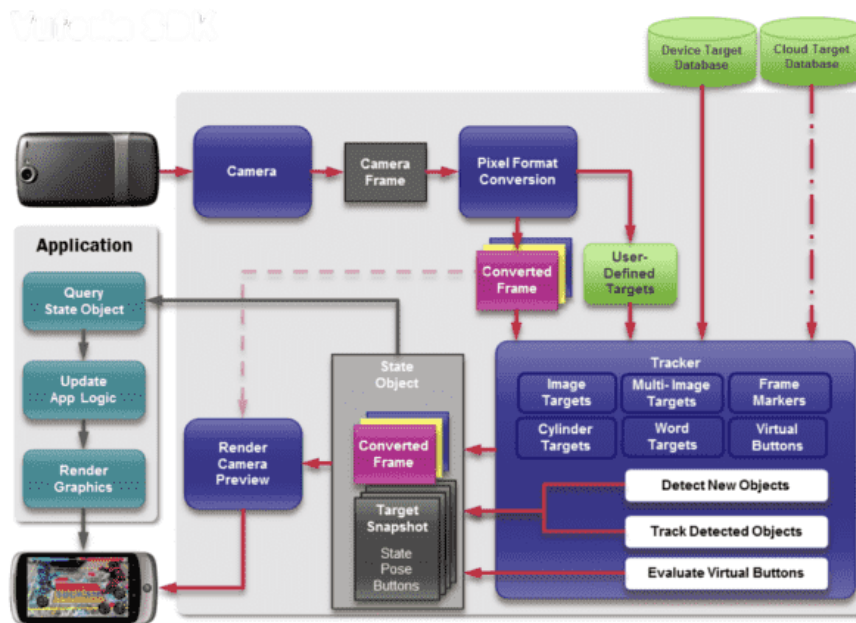 Vuforia SDK
Device Target
Database
Cloud Target
Database
Camera
Camera
Frame
Pixel Format
Conversion
Application
Query
State Object
Converted
Frame
User-
Defined
Targets
Update
App Logic
State
Object
Tracker
Image
Targets
Multi-Image
Targets
Frame
Markers
Cylinder
Targets
Word
Targets
Virtual
Buttons
Render
Camera
Preview
Converted
Frame
Render
Graphics
Detect New Objects
Target
Snapshot
Track Detected Objects
State
Pose
Buttons
Evaluate Virtual Buttons